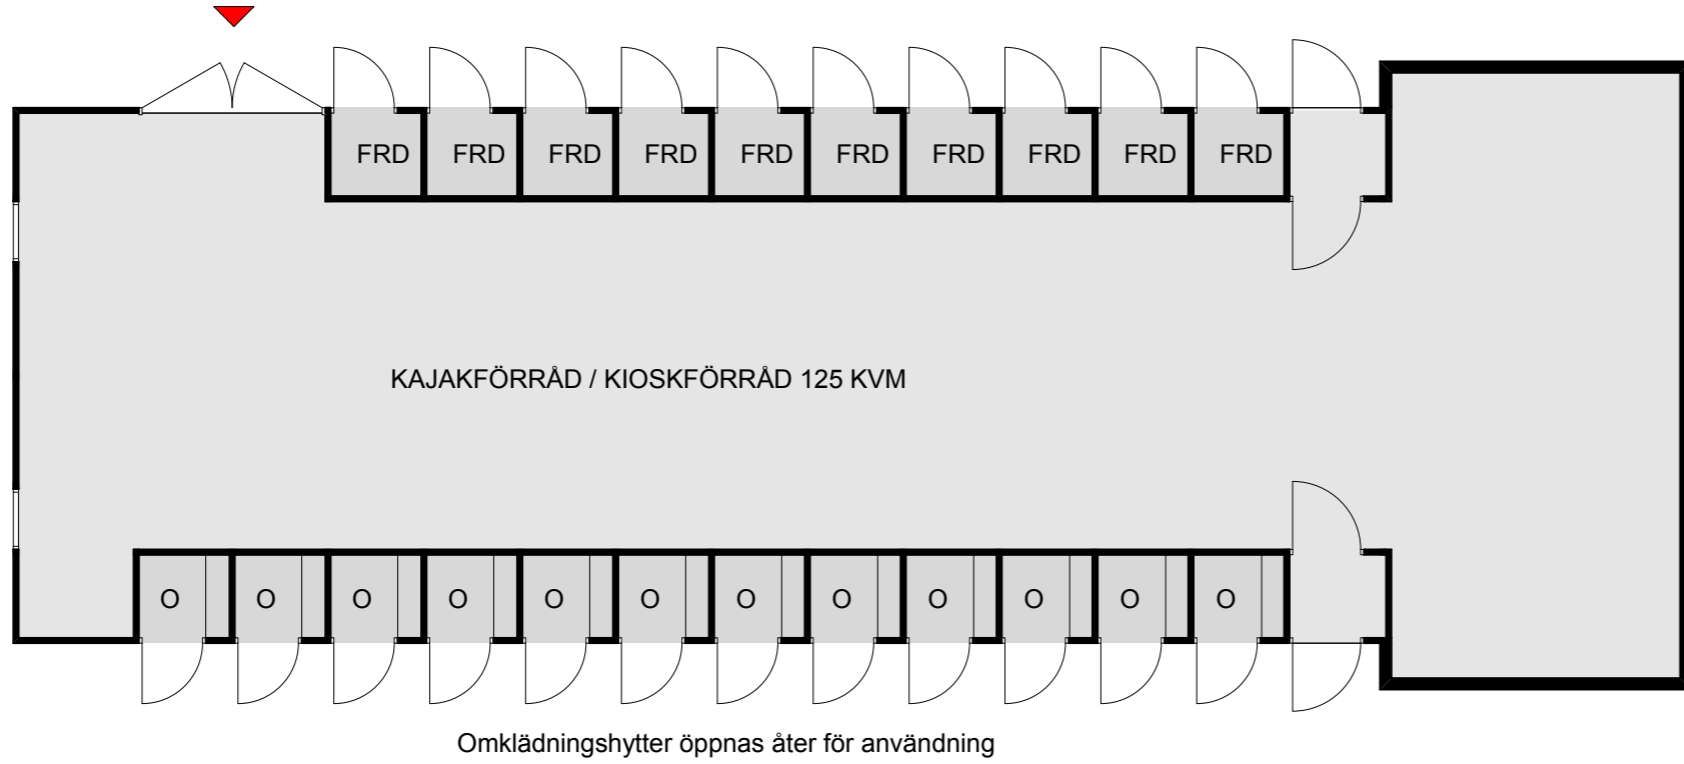 FRD FRD FRD FRD FRD FRD FRD FRD FRD FRD
KAJAKFÖRRÅD / KIOSKFÖRRÅD 125 KVM
O O O O O O O O O O O O
Omklädningshytter öppnas åter för användning